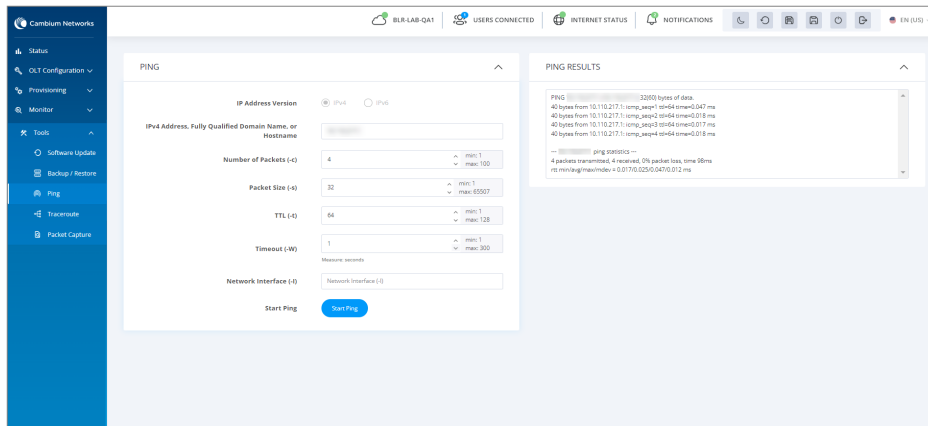 Cambium Networks
BLR-LAB-QA1
USERS CONNECTED
INTERNET STATUS
NOTIFICATIONS
EN (US)
Status
OLT Configuration
Provisioning
Monitor
Tools
Software Update
Backup / Restore
Ping
Traceroute
Packet Capture
PING
IP Address Version
IPv4
IPv6
IPv4 Address, Fully Qualified Domain Name, or
Hostname
Number of Packets (-c)
4
min: 1
max: 100
Packet Size (-s)
32
min: 1
max: 65507
TTL (-t)
64
min: 1
max: 128
Timeout (-W)
1
min: 1
max: 300
Measure: seconds
Network Interface (-I)
Network Interface (-I)
Start Ping
Start Ping
PING RESULTS
PING 32(60) bytes of data.
40 bytes from 10.110.217.1: icmp_seq=1 ttl=64 time=0.047 ms
40 bytes from 10.110.217.1: icmp_seq=2 ttl=64 time=0.018 ms
40 bytes from 10.110.217.1: icmp_seq=3 ttl=64 time=0.017 ms
40 bytes from 10.110.217.1: icmp_seq=4 ttl=64 time=0.018 ms
--- ping statistics ---
4 packets transmitted, 4 received, 0% packet loss, time 98ms
rtt min/avg/max/mdev = 0.017/0.025/0.047/0.012 ms